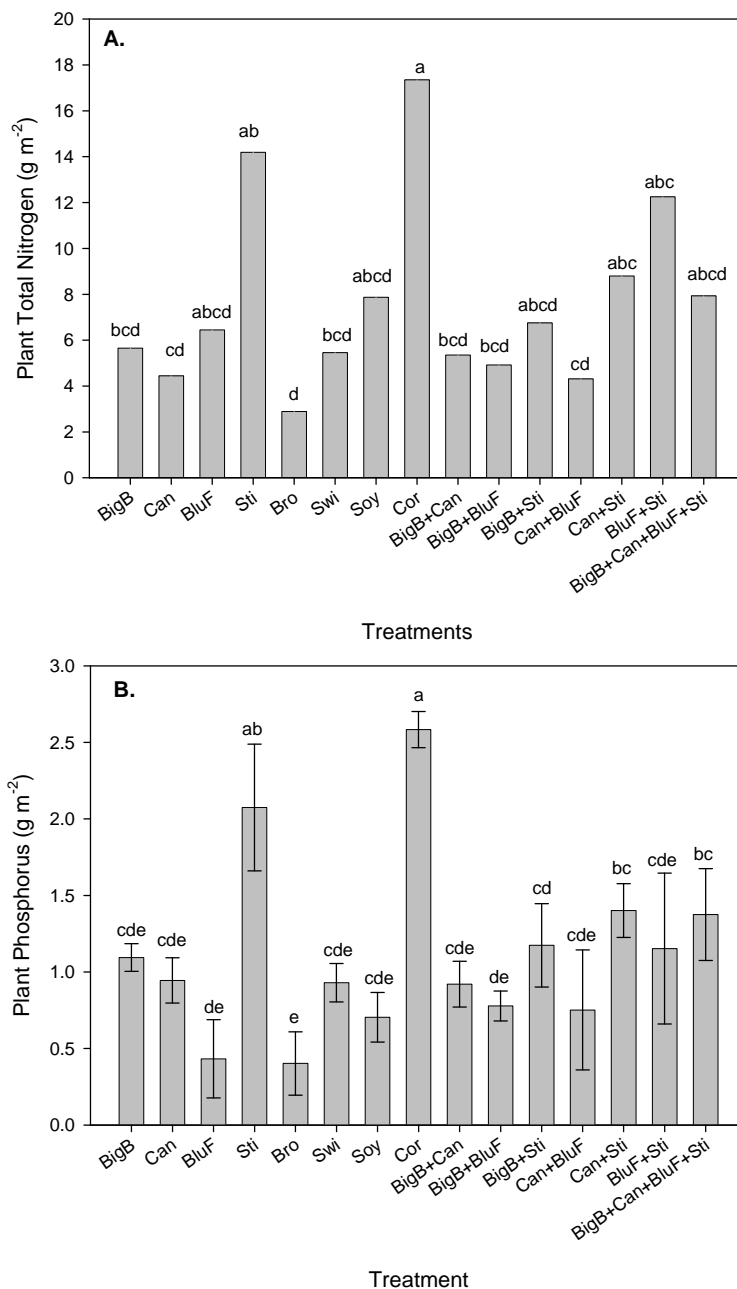 A.
Plant Total Nitrogen (g m⁻²)
20
18
16
14
12
10
8
6
4
2
0
bcd
cd
abcd
ab
d
bcd
abcd
a
bcd
bcd
abcd
cd
abc
abc
abcd
BigB
Can
BluF
Sti
Bro
Swi
Soy
Cor
BigB+Can
BigB+BluF
BigB+Sti
Can+BluF
Can+Sti
BluF+Sti
BigB+Can+BluF+Sti
Treatments
B.
Plant Phosphorus (g m⁻²)
3.0
2.5
2.0
1.5
1.0
0.5
0.0
cde
cde
de
ab
e
cde
cde
a
cde
de
cd
cde
bc
cde
bc
BigB
Can
BluF
Sti
Bro
Swi
Soy
Cor
BigB+Can
BigB+BluF
BigB+Sti
Can+BluF
Can+Sti
BluF+Sti
BigB+Can+BluF+Sti
Treatment